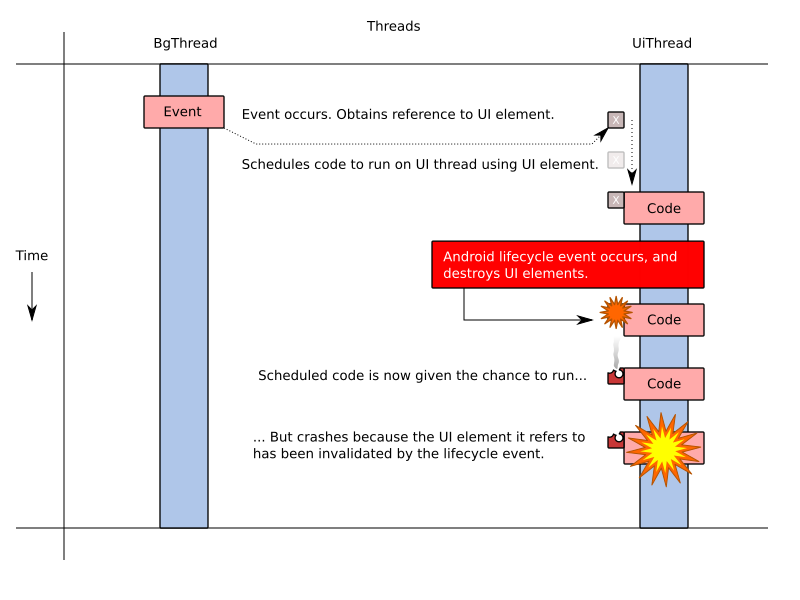 Threads
BgThread
UiThread
Event
Event occurs. Obtains reference to UI element.
X
Schedules code to run on UI thread using UI element.
X
X
Code
Time
Android lifecycle event occurs, and
destroys UI elements.
Code
Scheduled code is now given the chance to run...
Code
... But crashes because the UI element it refers to
has been invalidated by the lifecycle event.